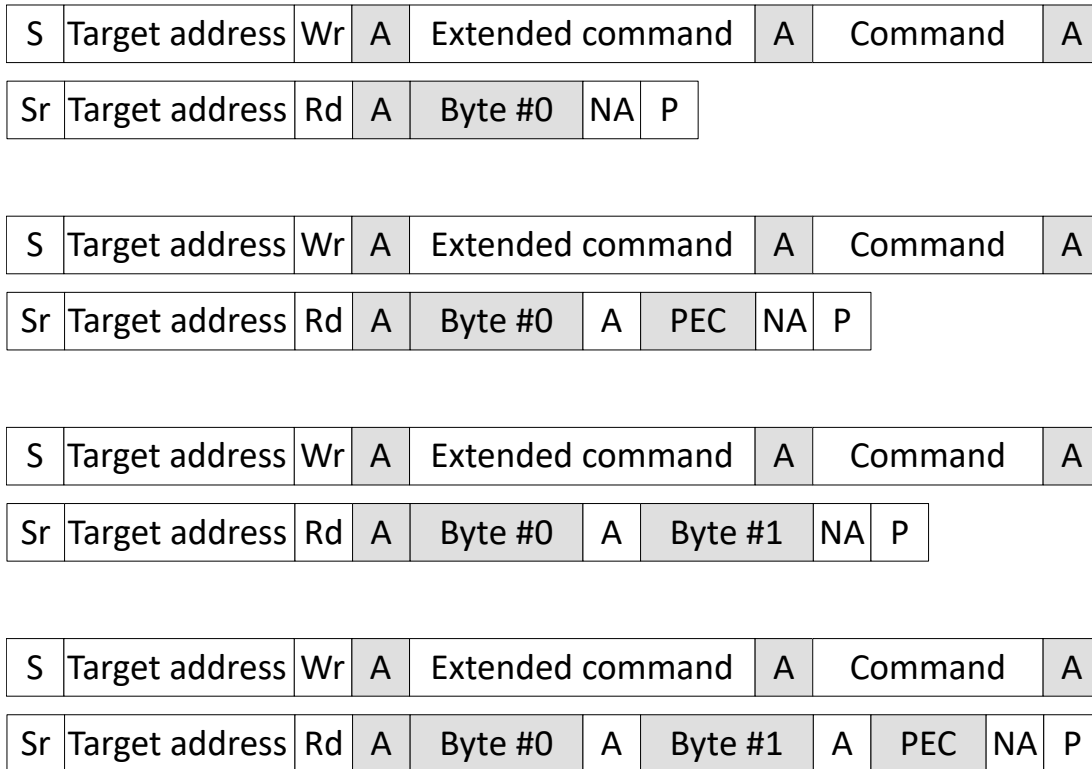 S Target address Wr A Extended command A Command A
Sr Target address Rd A Byte #0 NA P
S Target address Wr A Extended command A Command A
Sr Target address Rd A Byte #0 A PEC NA P
S Target address Wr A Extended command A Command A
Sr Target address Rd A Byte #0 A Byte #1 NA P
S Target address Wr A Extended command A Command A
Sr Target address Rd A Byte #0 A Byte #1 A PEC NA P